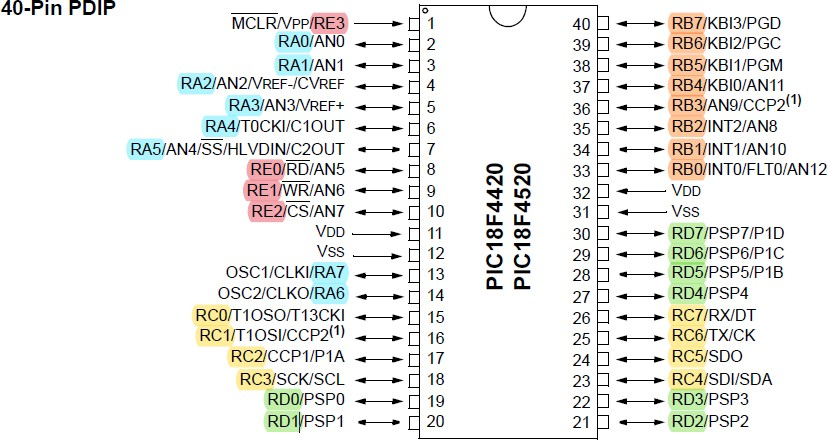 40-Pin PDIP
MCLR/VPP/RE3 1
RA0/AN0 2
RA1/AN1 3
RA2/AN2/VREF-/CVREF 4
RA3/AN3/VREF+ 5
RA4/T0CKI/C1OUT 6
RA5/AN4/SS/HLVDIN/C2OUT 7
RE0/RD/AN5 8
RE1/WR/AN6 9
RE2/CS/AN7 10
VDD 11
VSS 12
OSC1/CLKI/RA7 13
OSC2/CLKO/RA6 14
RC0/T1OSO/T13CKI 15
RC1/T1OSI/CCP2(1) 16
RC2/CCP1/P1A 17
RC3/SCK/SCL 18
RD0/PSP0 19
RD1/PSP1 20
PIC18F4420
PIC18F4520
40 RB7/KBI3/PGD
39 RB6/KBI2/PGC
38 RB5/KBI1/PGM
37 RB4/KBI0/AN11
36 RB3/AN9/CCP2(1)
35 RB2/INT2/AN8
34 RB1/INT1/AN10
33 RB0/INT0/FLT0/AN12
32 VDD
31 VSS
30 RD7/PSP7/P1D
29 RD6/PSP6/P1C
28 RD5/PSP5/P1B
27 RD4/PSP4
26 RC7/RX/DT
25 RC6/TX/CK
24 RC5/SDO
23 RC4/SDI/SDA
22 RD3/PSP3
21 RD2/PSP2